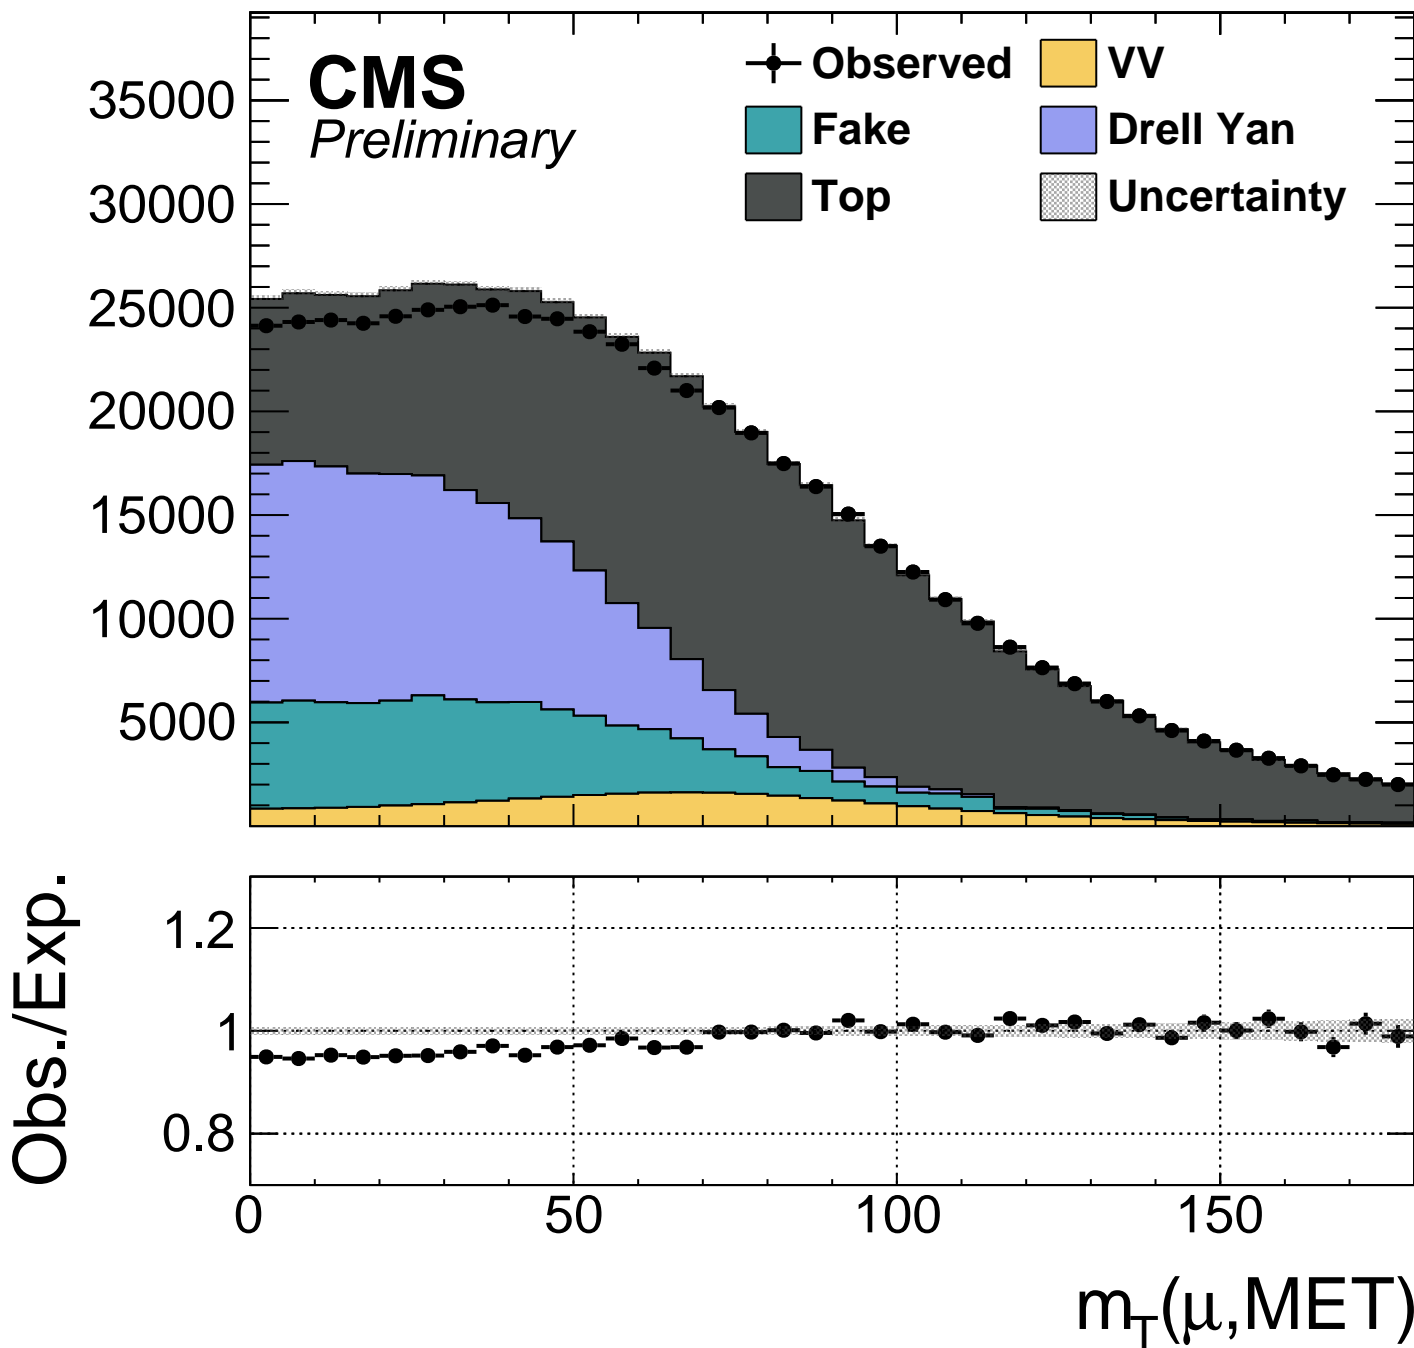 CMS
Preliminary
Observed
VV
Fake
Drell Yan
Top
Uncertainty
35000
30000
25000
20000
15000
10000
5000
Obs./Exp.
1.2
1
0.8
0 50 100 150
m_T(μ,MET)